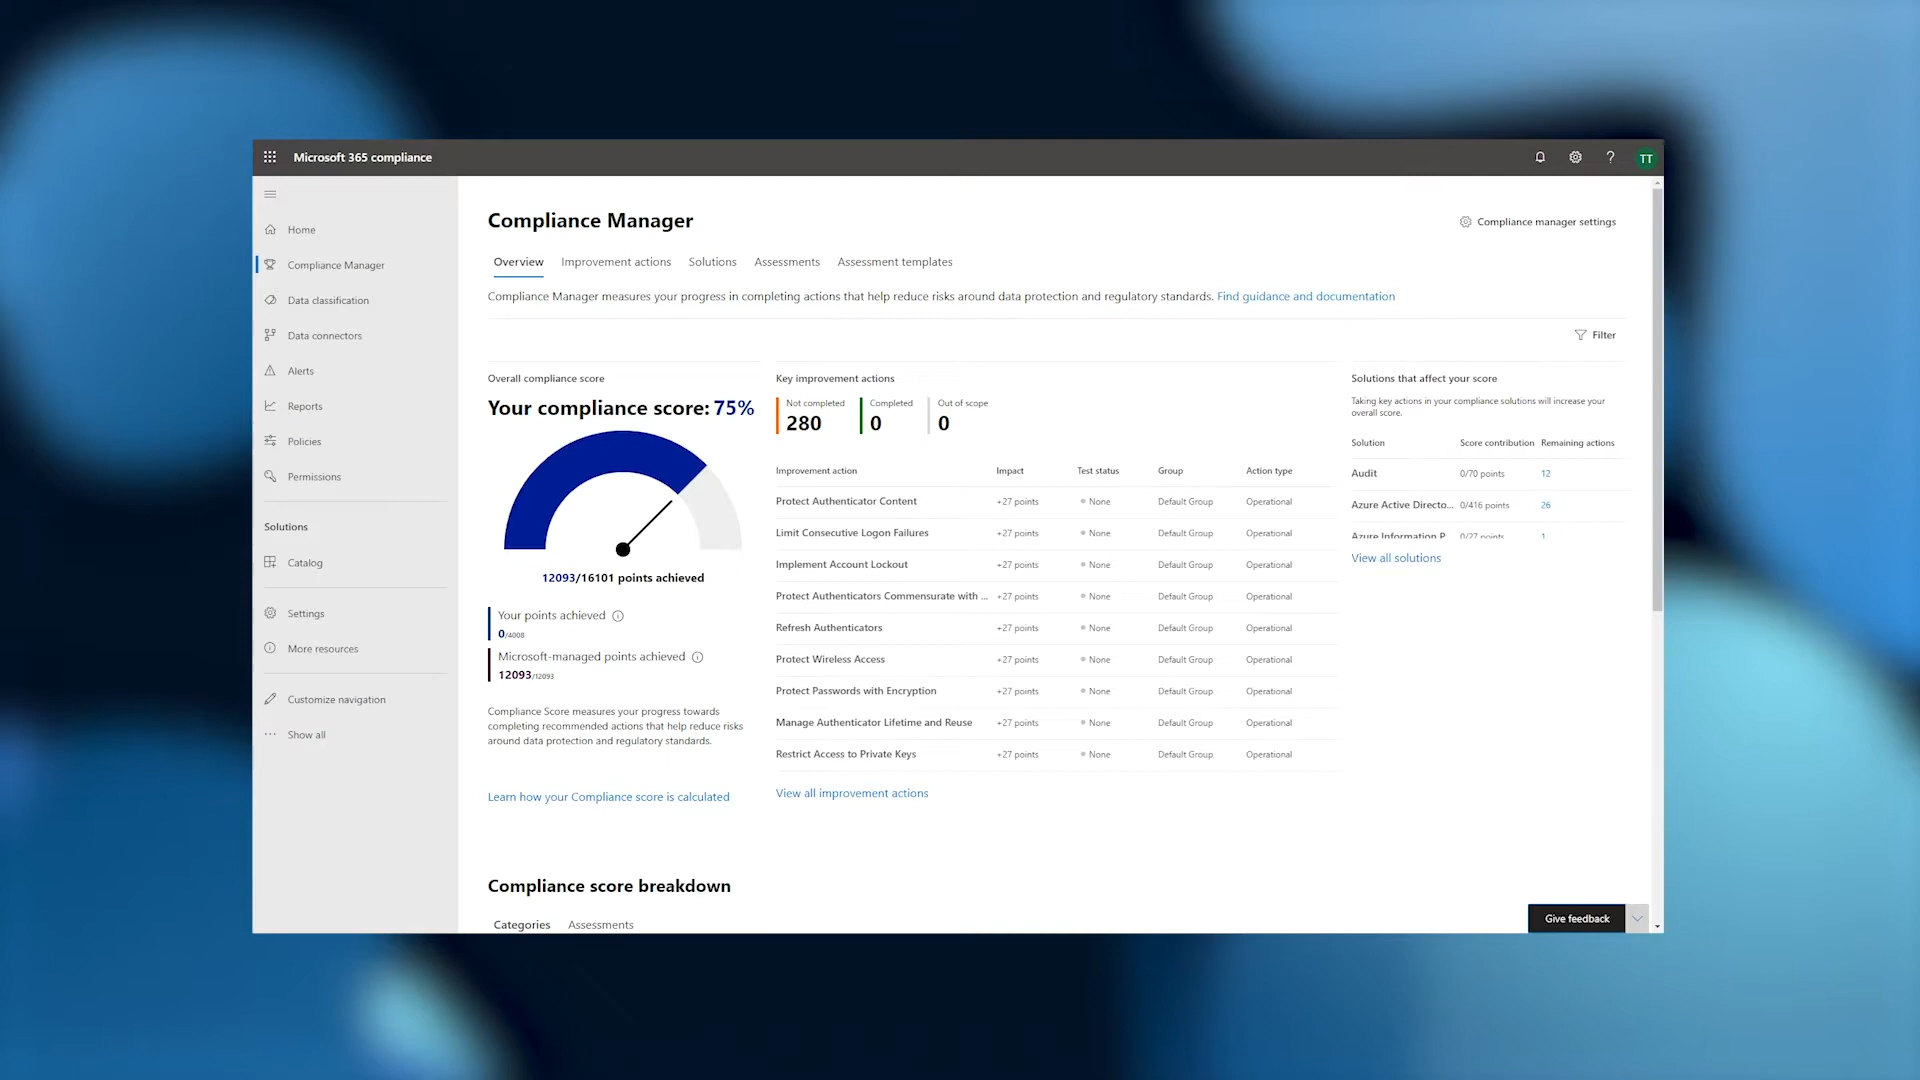 Microsoft 365 compliance
?
TT
Home
Compliance Manager
Data classification
Data connectors
Alerts
Reports
Policies
Permissions
Solutions
Catalog
Settings
More resources
Customize navigation
Show all
Compliance Manager
Compliance manager settings
Overview Improvement actions Solutions Assessments Assessment templates
Compliance Manager measures your progress in completing actions that help reduce risks around data protection and regulatory standards. Find guidance and documentation
Filter
Overall compliance score
Your compliance score: 75%
12093/16101 points achieved
Your points achieved
0/4008
Microsoft-managed points achieved
12093/12093
Compliance Score measures your progress towards
completing recommended actions that help reduce risks
around data protection and regulatory standards.
Learn how your Compliance score is calculated
Key improvement actions
Not completed Completed Out of scope
280 0 0
Improvement action Impact Test status Group Action type
Protect Authenticator Content +27 points None Default Group Operational
Limit Consecutive Logon Failures +27 points None Default Group Operational
Implement Account Lockout +27 points None Default Group Operational
Protect Authenticators Commensurate with ... +27 points None Default Group Operational
Refresh Authenticators +27 points None Default Group Operational
Protect Wireless Access +27 points None Default Group Operational
Protect Passwords with Encryption +27 points None Default Group Operational
Manage Authenticator Lifetime and Reuse +27 points None Default Group Operational
Restrict Access to Private Keys +27 points None Default Group Operational
View all improvement actions
Solutions that affect your score
Taking key actions in your compliance solutions will increase your
overall score.
Solution Score contribution Remaining actions
Audit 0/70 points 12
Azure Active Directo... 0/416 points 26
Azure Information P 0/27 points 1
View all solutions
Compliance score breakdown
Categories Assessments
Give feedback